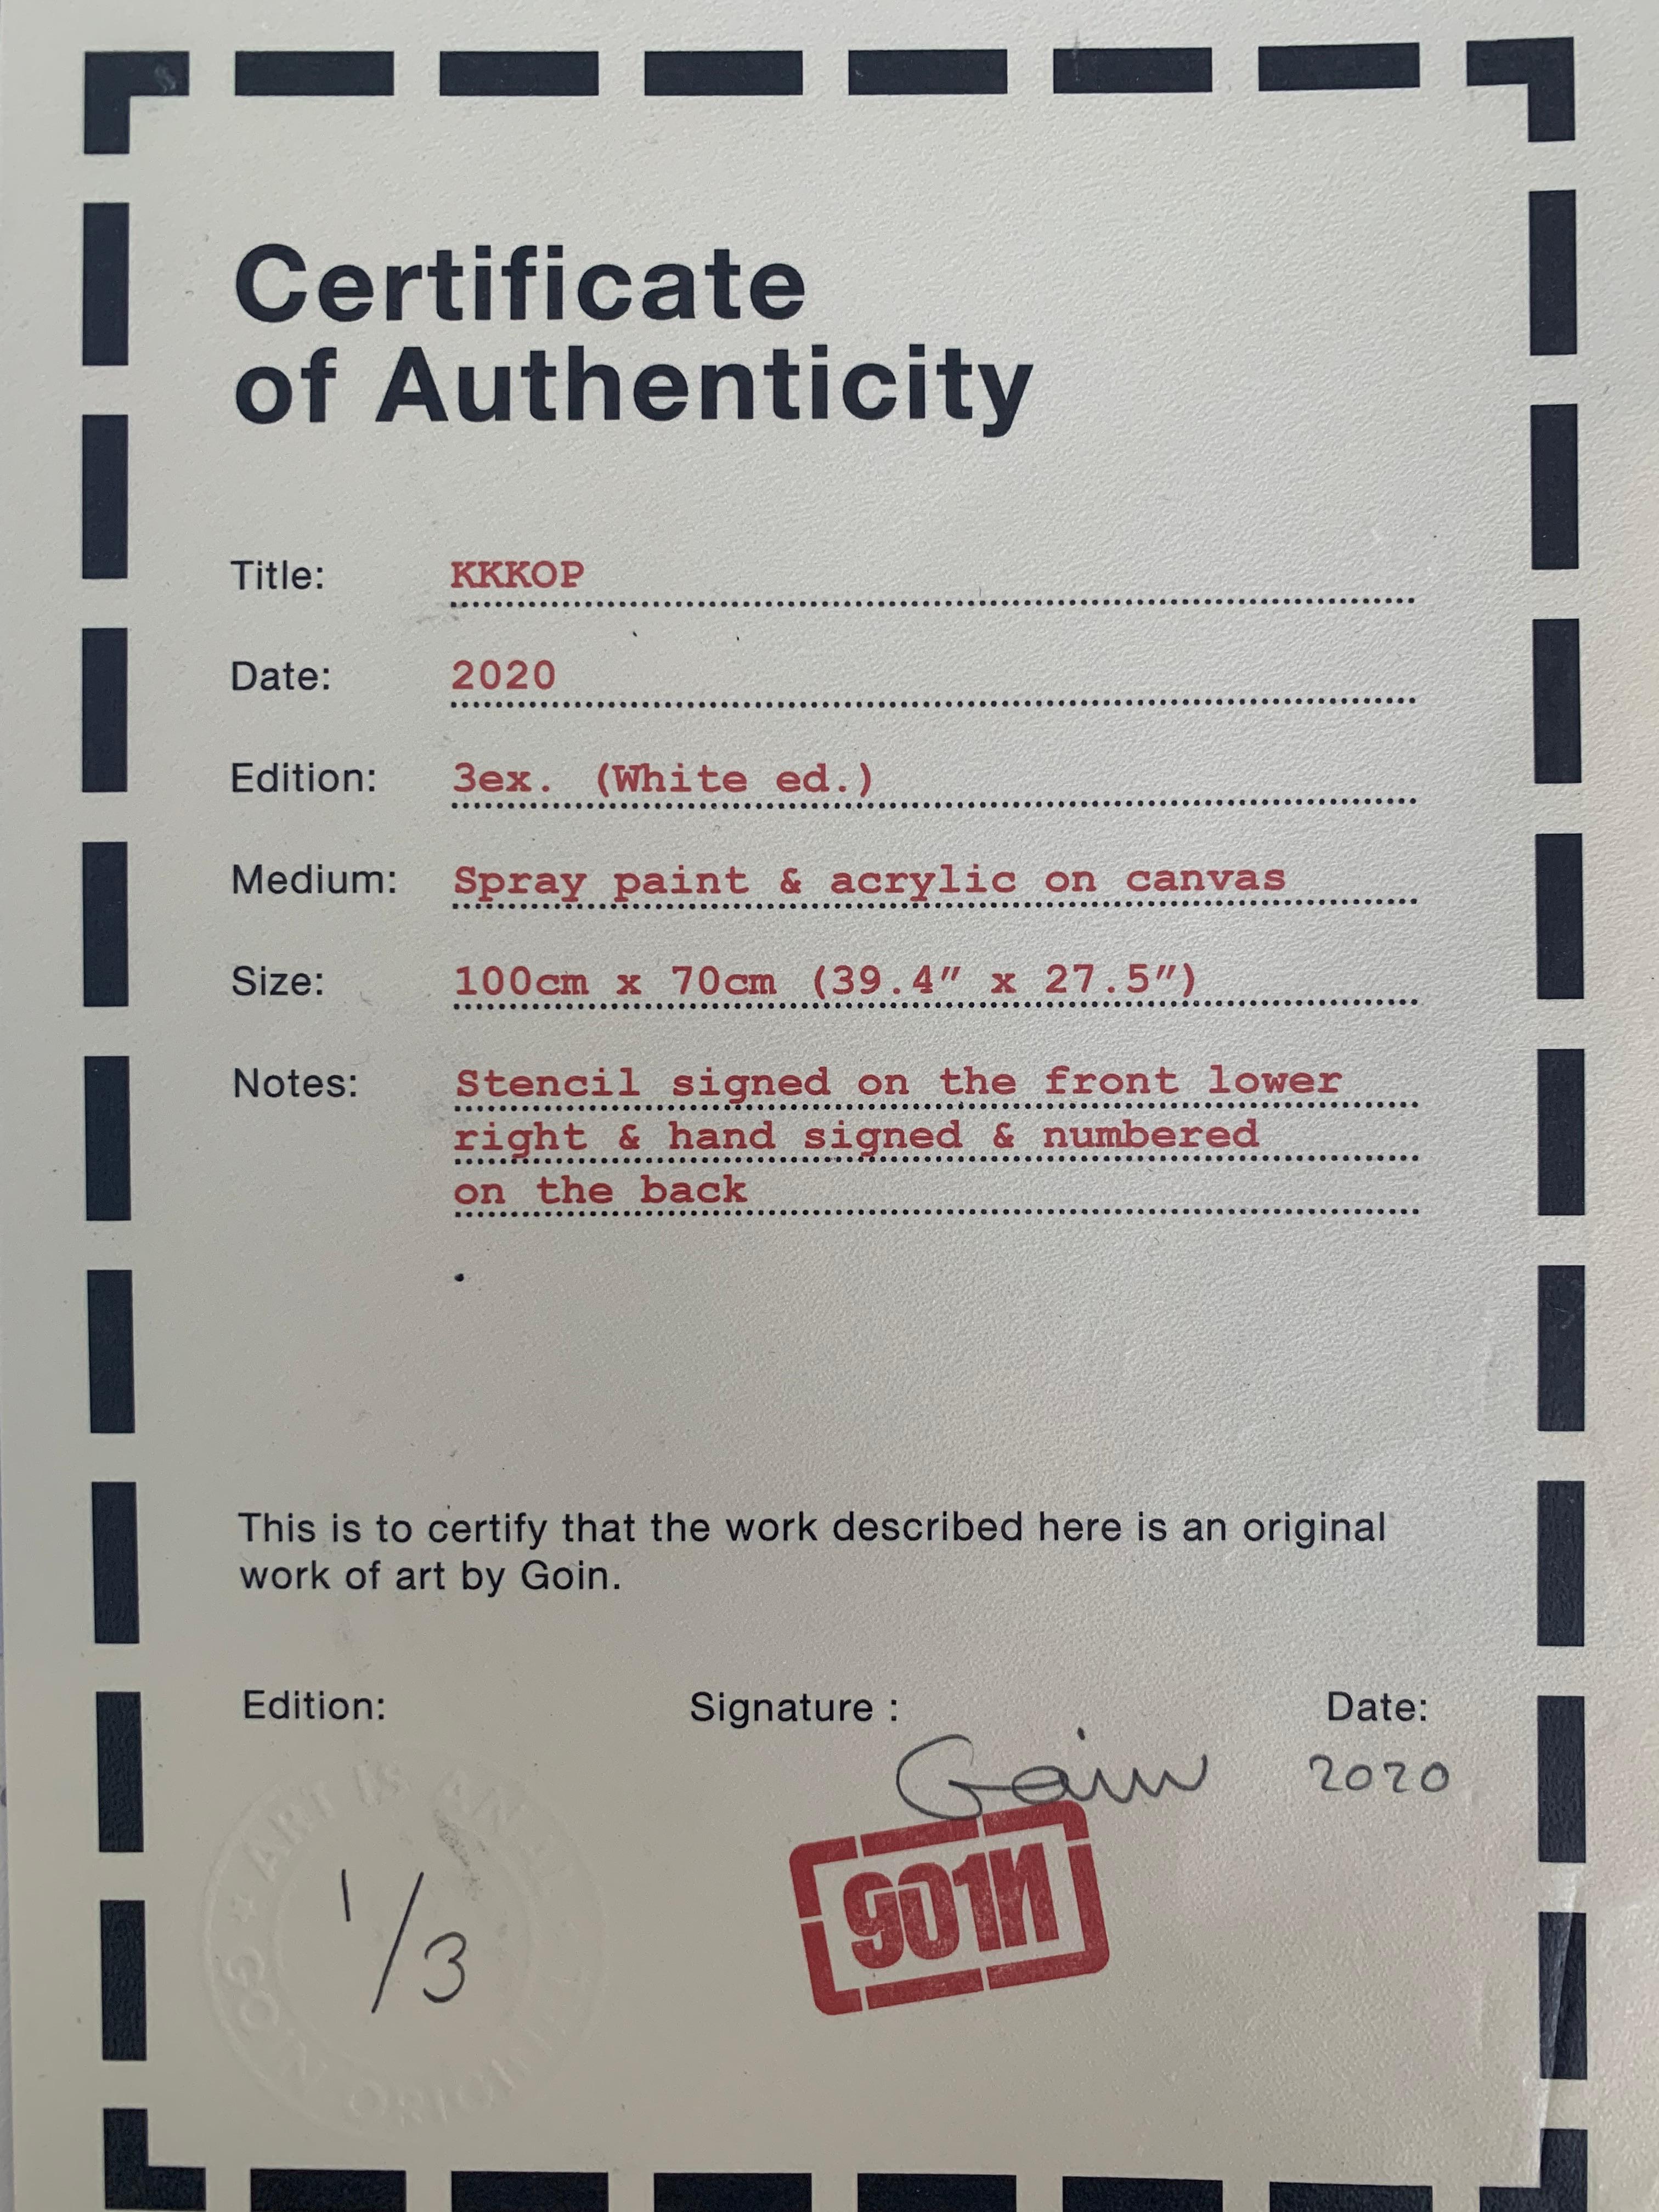 Certificate
of Authenticity
Title: KKKOP
Date: 2020
Edition: 3ex. (White ed.)
Medium: Spray paint & acrylic on canvas
Size: 100cm x 70cm (39.4" x 27.5")
Notes: Stencil signed on the front lower
right & hand signed & numbered
on the back
This is to certify that the work described here is an original
work of art by Goin.
Edition: Signature : Date:
Goin 2020
1/3
go1n
ART IS